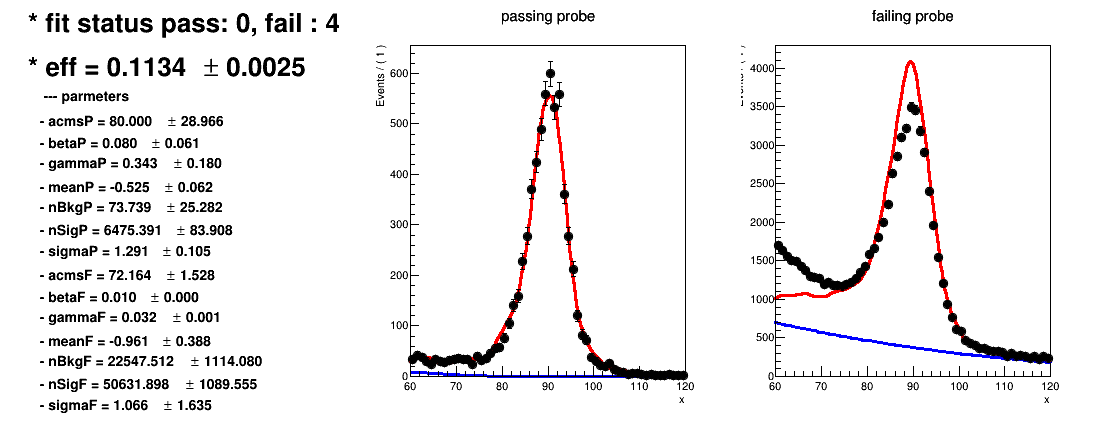 * fit status pass: 0, fail : 4
* eff = 0.1134 ± 0.0025
--- parmeters
- acmsP = 80.000 ± 28.966
- betaP = 0.080 ± 0.061
- gammaP = 0.343 ± 0.180
- meanP = -0.525 ± 0.062
- nBkgP = 73.739 ± 25.282
- nSigP = 6475.391 ± 83.908
- sigmaP = 1.291 ± 0.105
- acmsF = 72.164 ± 1.528
- betaF = 0.010 ± 0.000
- gammaF = 0.032 ± 0.001
- meanF = -0.961 ± 0.388
- nBkgF = 22547.512 ± 1114.080
- nSigF = 50631.898 ± 1089.555
- sigmaF = 1.066 ± 1.635
passing probe
Events / ( 1 )
600
500
400
300
200
100
0
60 70 80 90 100 110 120
x
failing probe
4000
3500
3000
2500
2000
1500
1000
500
0
60 70 80 90 100 110 120
x